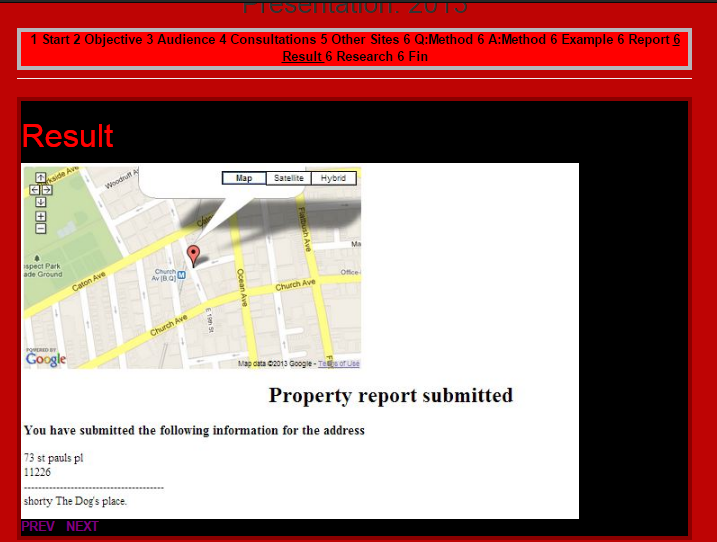 Presentation: 2013
1 Start 2 Objective 3 Audience 4 Consultations 5 Other Sites 6 Q:Method 6 A:Method 6 Example 6 Report 6
Result 6 Research 6 Fin
Result
Map Satellite Hybrid
Woodruff A
kside Ave
Church
Av [B,Q] M
Flatbush Ave
Ma
spect Park
ade Ground
Caton Ave
Ocean Ave
Church Ave
Office
E 19th St
Church Ave
POWERED BY
Google
Map data ©2013 Google - Terms of Use
Property report submitted
You have submitted the following information for the address
73 st pauls pl
11226
----------------------------------------
shorty The Dog's place.
PREV NEXT